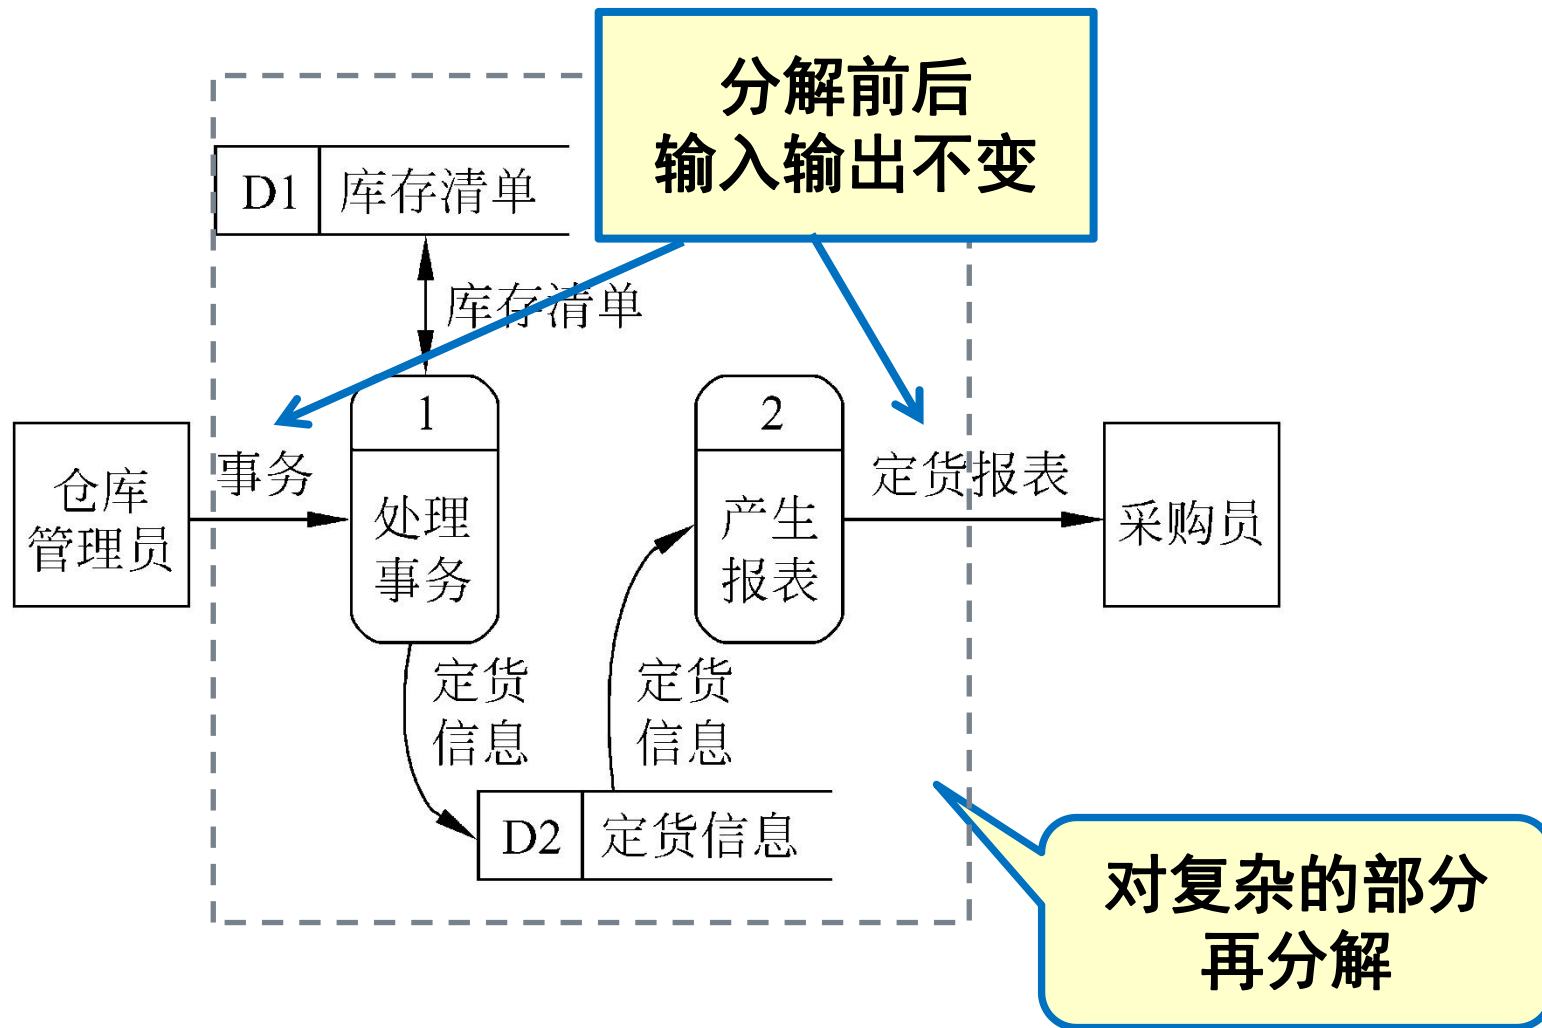 分解前后
输入输出不变
D1
库存清单
库存清单
1
2
仓库
管理员
事务
处理
事务
产生
报表
定货报表
采购员
定货
信息
定货
信息
D2
定货信息
对复杂的部分
再分解